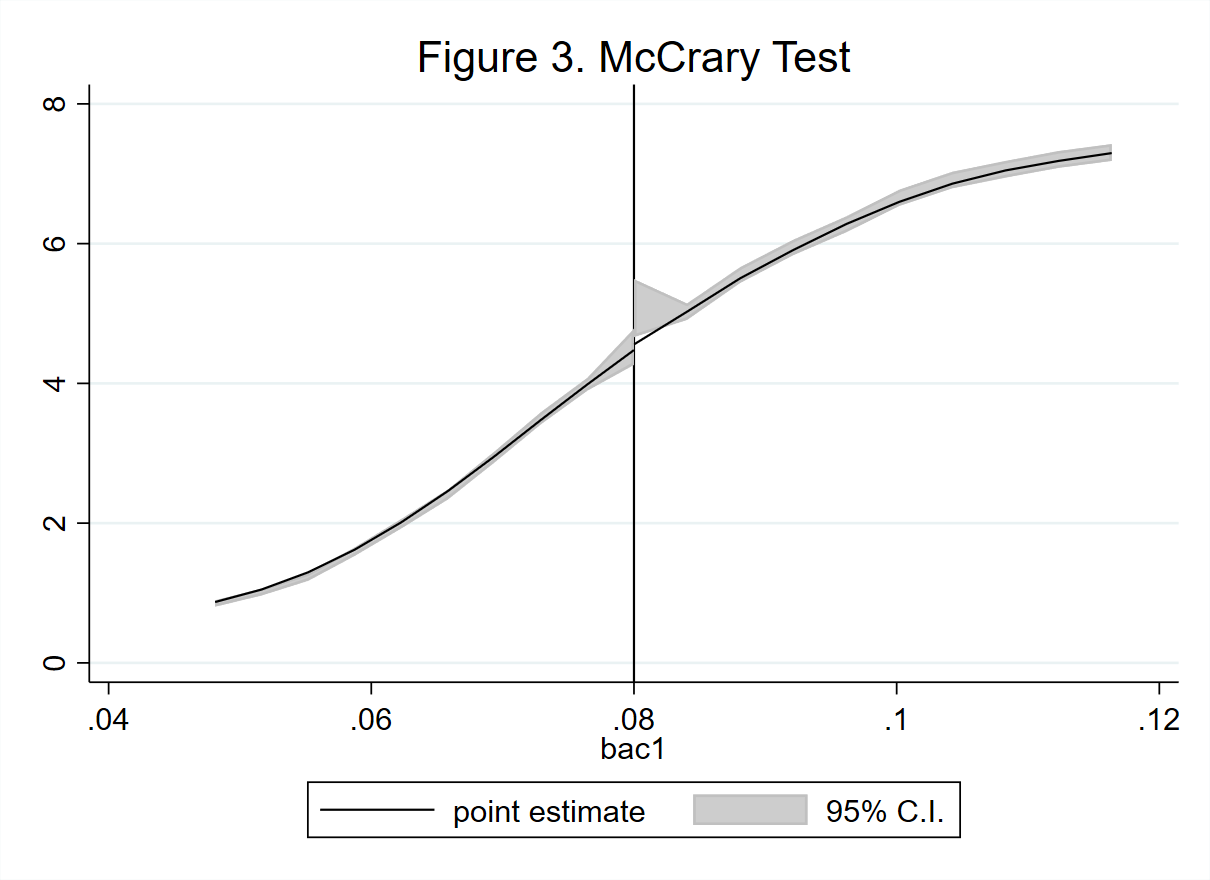 Figure 3. McCrary Test
8
6
4
2
0
.04 .06 .08 .1 .12
bac1
point estimate 95% C.I.